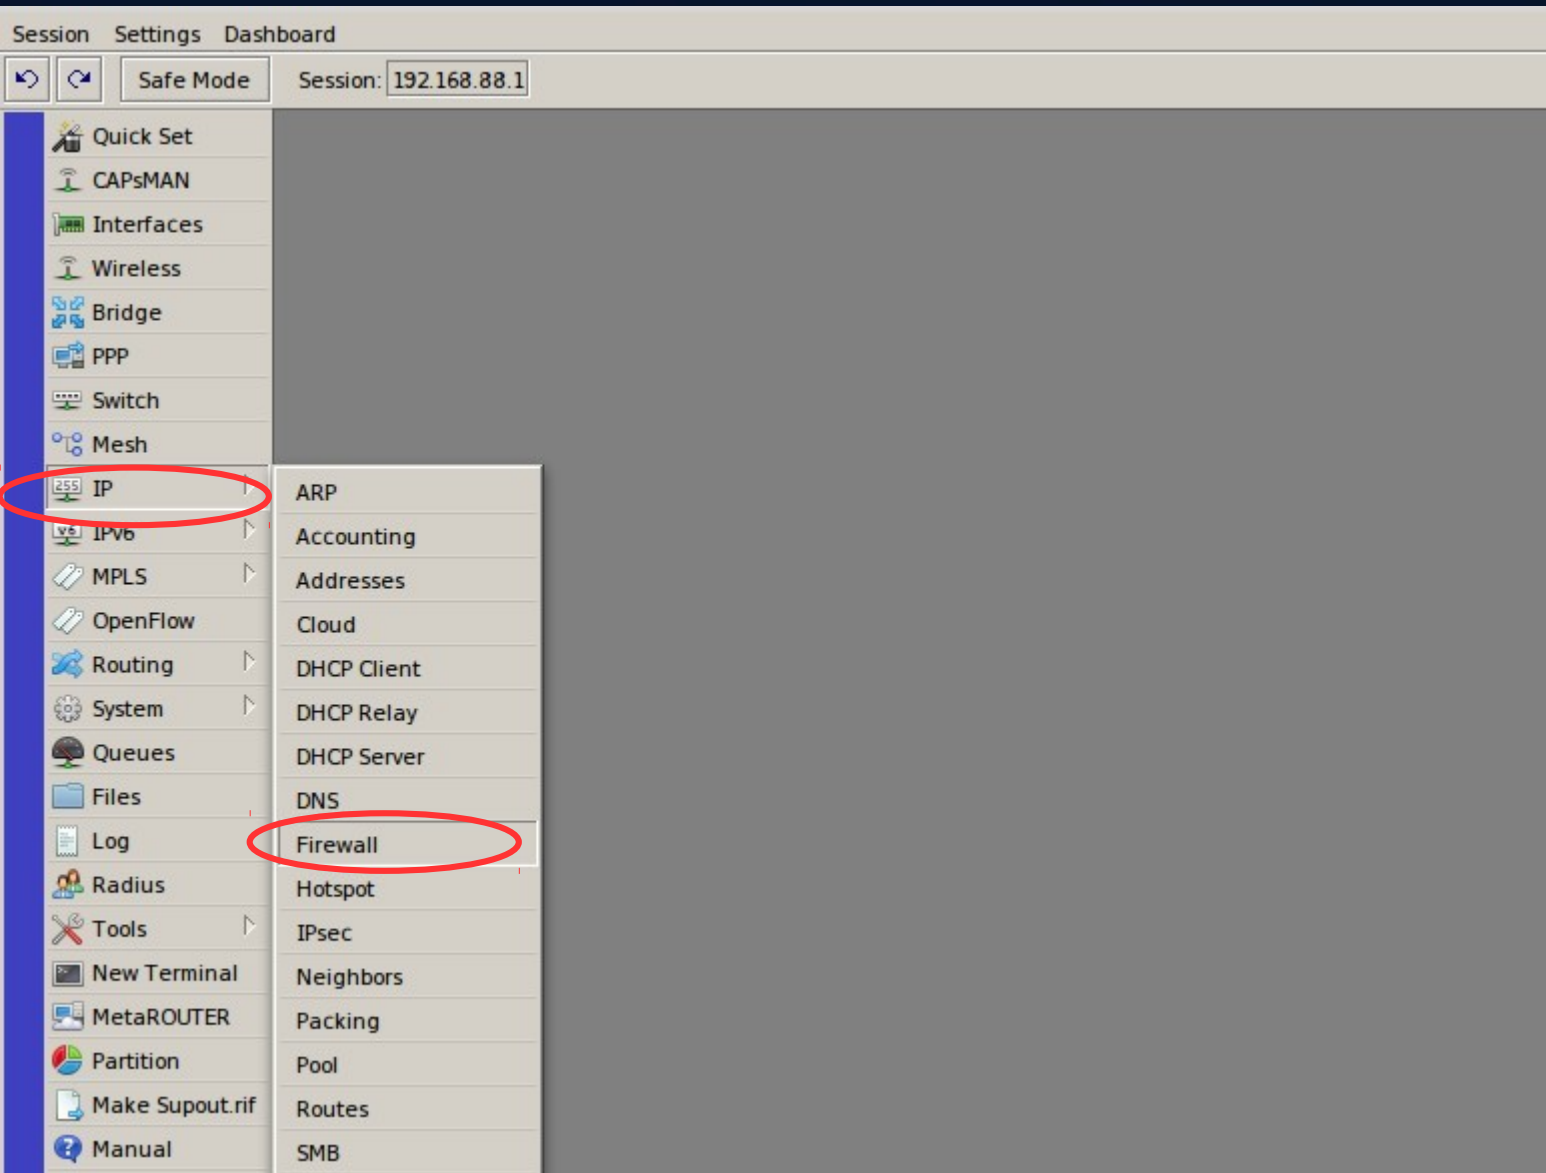 Session Settings Dashboard
Safe Mode Session: 192.168.88.1
Quick Set
CAPsMAN
Interfaces
Wireless
Bridge
PPP
Switch
Mesh
255 IP
v6 IPv6
MPLS
OpenFlow
Routing
System
Queues
Files
Log
Radius
Tools
New Terminal
MetaROUTER
Partition
Make Supout.rif
Manual
ARP
Accounting
Addresses
Cloud
DHCP Client
DHCP Relay
DHCP Server
DNS
Firewall
Hotspot
IPsec
Neighbors
Packing
Pool
Routes
SMB